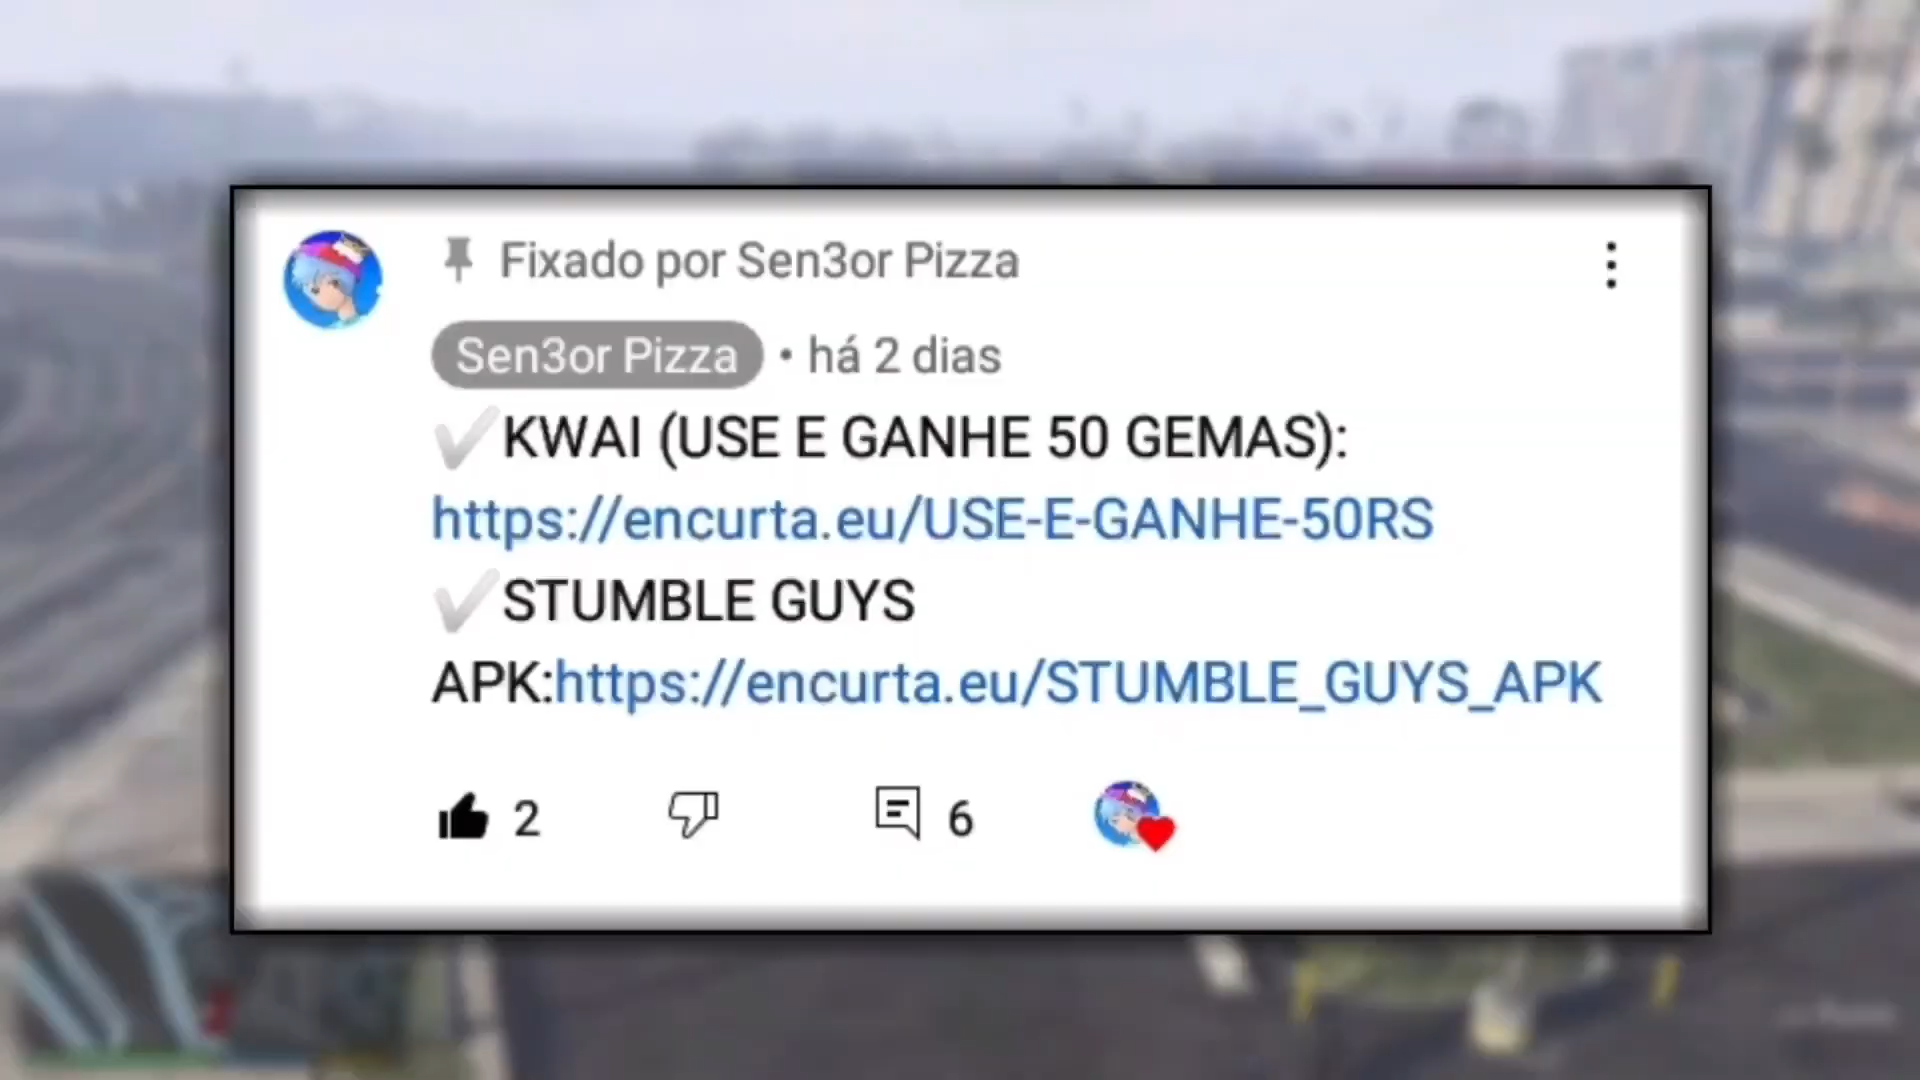 Fixado por Sen3or Pizza
Sen3or Pizza • há 2 dias
✔KWAI (USE E GANHE 50 GEMAS):
https://encurta.eu/USE-E-GANHE-50RS
✔STUMBLE GUYS
APK:https://encurta.eu/STUMBLE_GUYS_APK
2 6